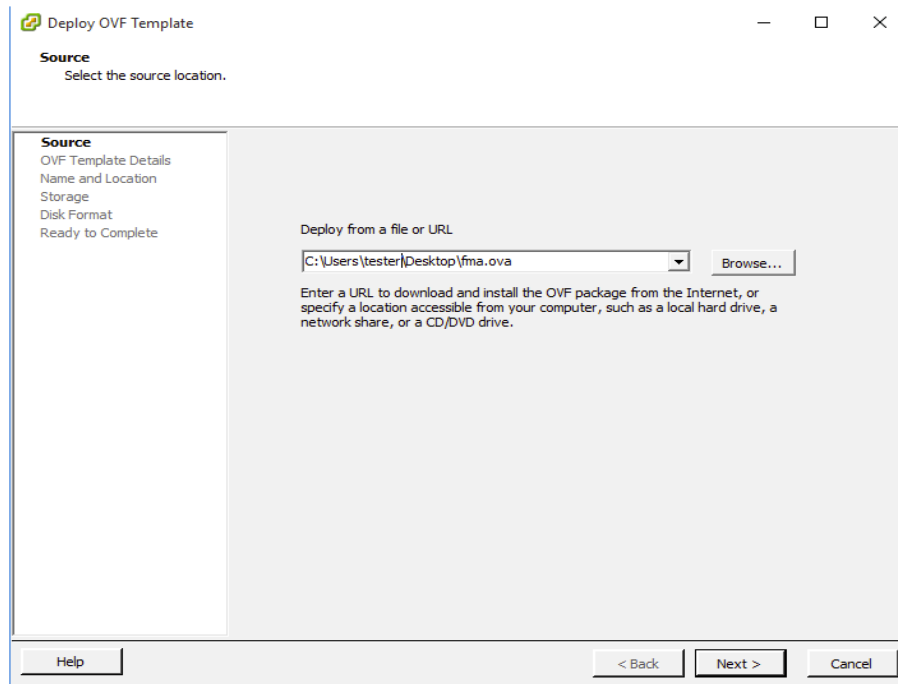 Deploy OVF Template
Source
Select the source location.
Source
OVF Template Details
Name and Location
Storage
Disk Format
Ready to Complete
Deploy from a file or URL
C:\Users\tester\Desktop\fma.ova
Browse...
Enter a URL to download and install the OVF package from the Internet, or
specify a location accessible from your computer, such as a local hard drive, a
network share, or a CD/DVD drive.
Help
< Back
Next >
Cancel